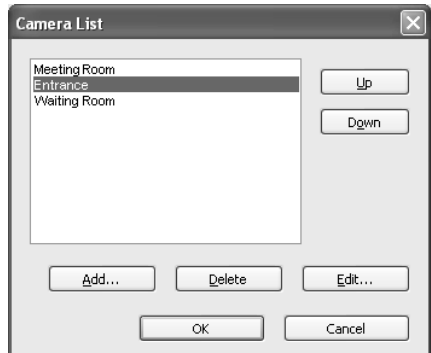 Camera List
Meeting Room
Entrance
Waiting Room
Up
Down
Add...
Delete
Edit...
OK
Cancel